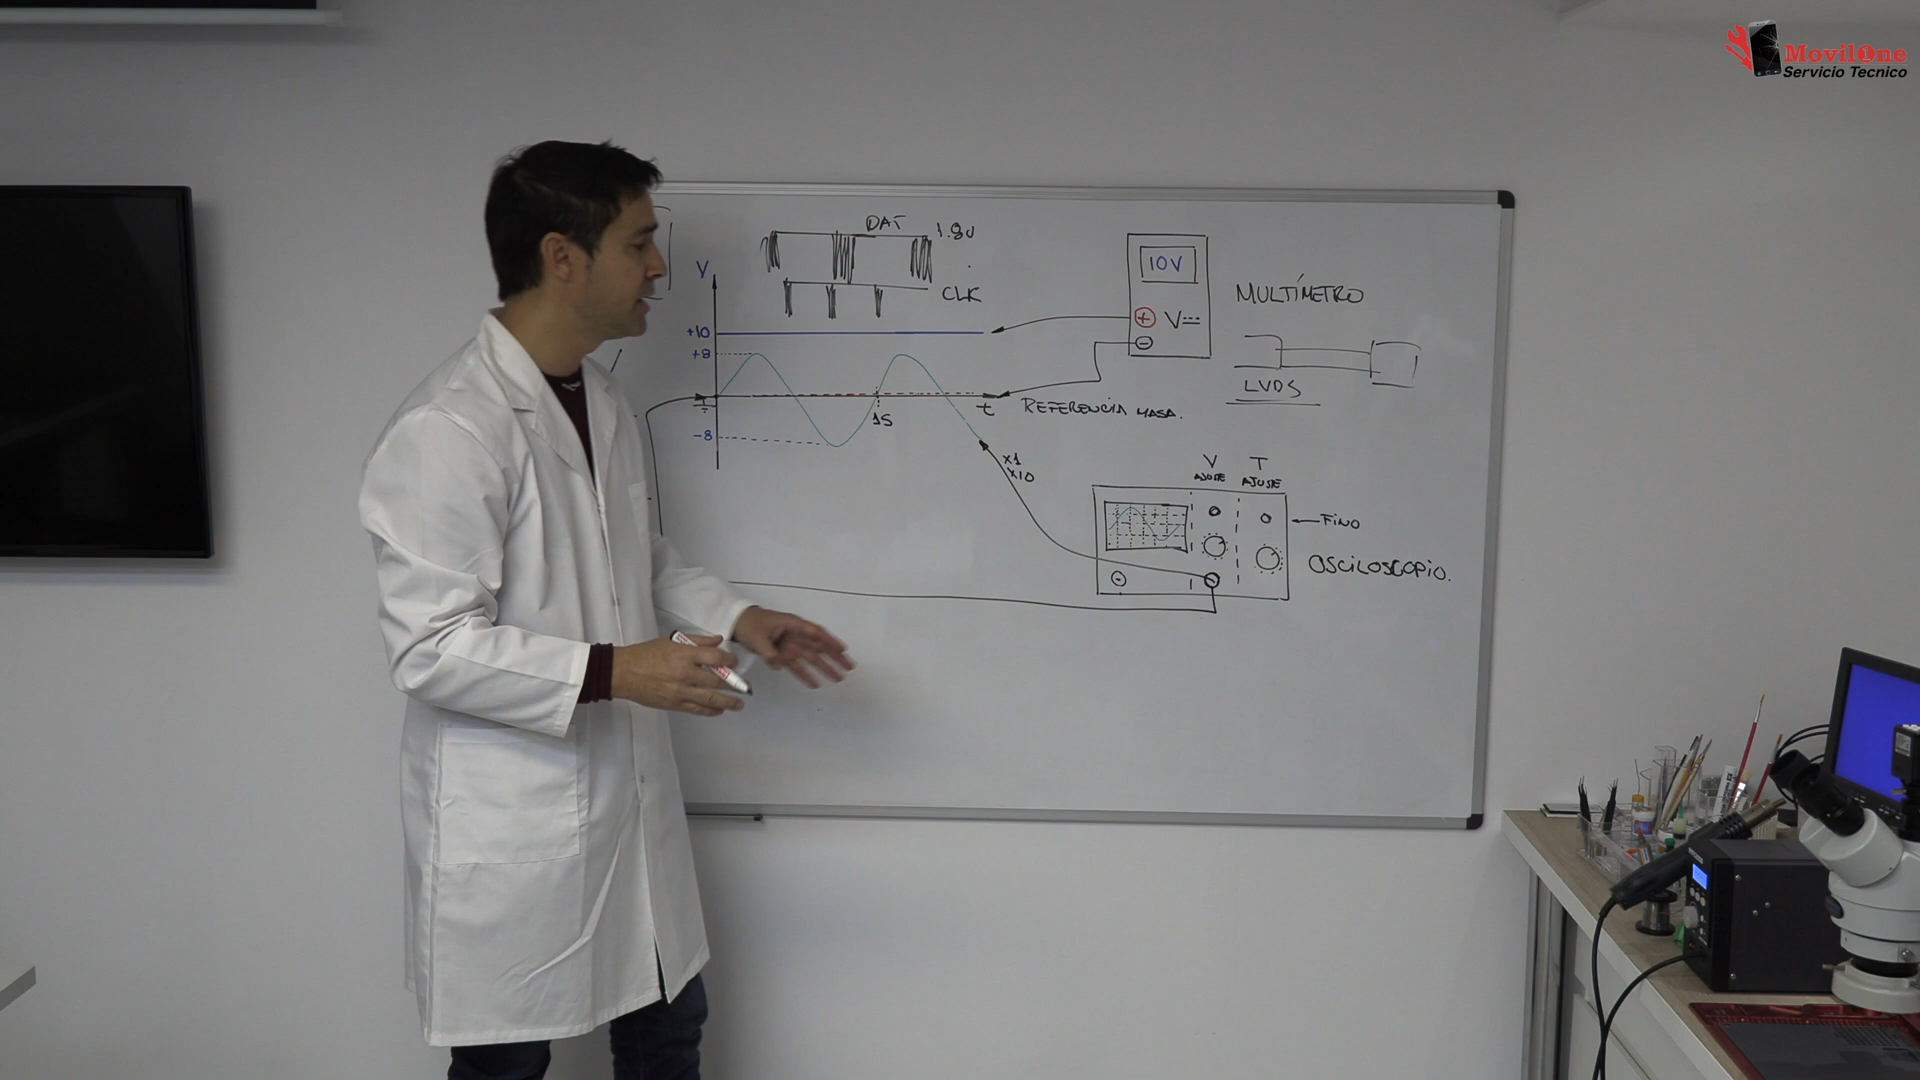 MovilOne
Servicio Tecnico
DAT
1.8V
CLK
V
+10
+8
-8
1S
t
REFERENCIA MASA.
10V
+
V
-
MULTÍMETRO
LVDS
x1
x10
V
AJUSTE
T
AJUSTE
FINO
OSCILOSCOPIO.
-